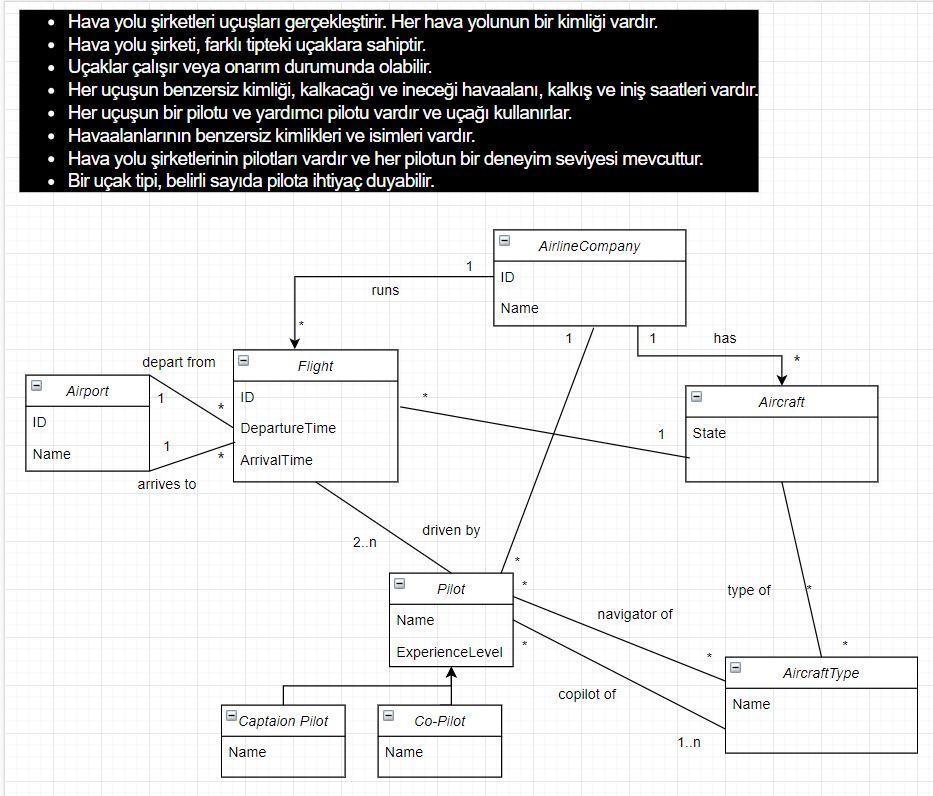 Hava yolu şirketleri uçuşları gerçekleştirir. Her hava yolunun bir kimliği vardır.
Hava yolu şirketi, farklı tipteki uçaklara sahiptir.
Uçaklar çalışır veya onarım durumunda olabilir.
Her uçuşun benzersiz kimliği, kalkacağı ve ineceği havaalanı, kalkış ve iniş saatleri vardır.
Her uçuşun bir pilotu ve yardımcı pilotu vardır ve uçağı kullanırlar.
Havaalanlarının benzersiz kimlikleri ve isimleri vardır.
Hava yolu şirketlerinin pilotları vardır ve her pilotun bir deneyim seviyesi mevcuttur.
Bir uçak tipi, belirli sayıda pilota ihtiyaç duyabilir.
AirlineCompany
ID
Name
1
runs
*
1
1
has
*
depart from
1
*
Airport
ID
Name
1
*
arrives to
Flight
ID
DepartureTime
ArrivalTime
*
1
Aircraft
State
2..n
driven by
*
Pilot
Name
ExperienceLevel
*
navigator of
*
*
copilot of
1..n
type of
*
*
AircraftType
Name
Captaion Pilot
Name
Co-Pilot
Name